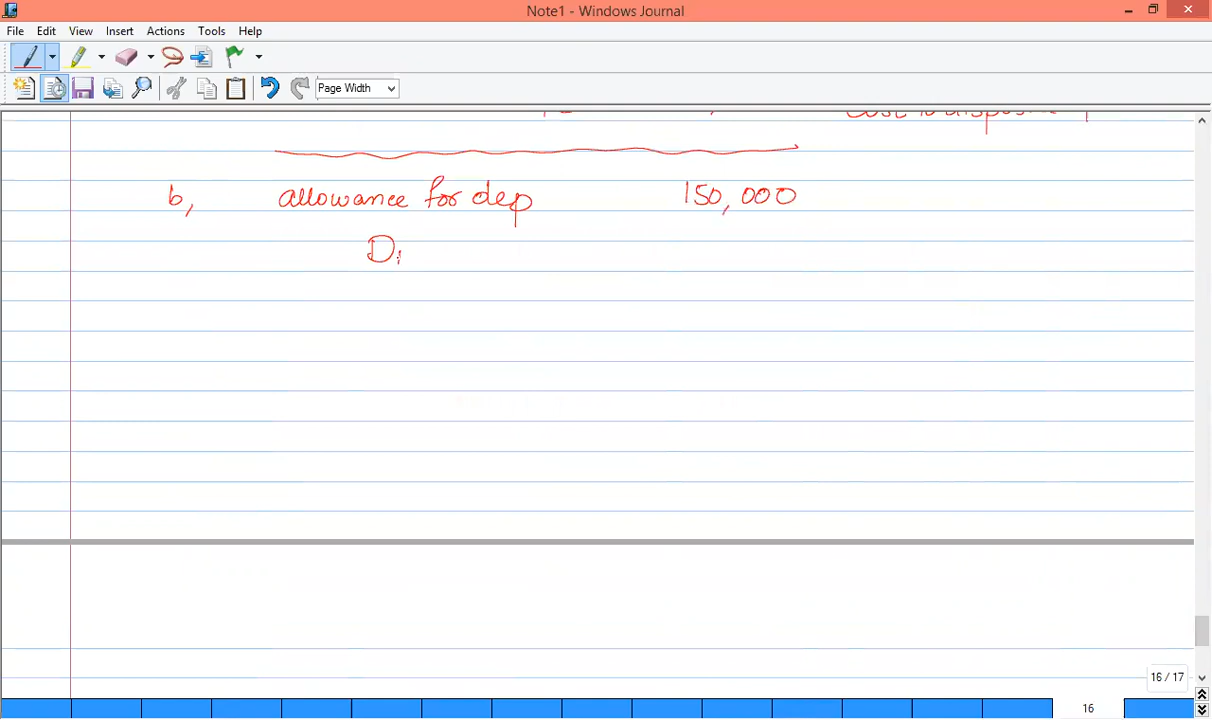 Note1 - Windows Journal
File Edit View Insert Actions Tools Help
Page Width
b, allowance for dep 150,000
Di
16 / 17
16